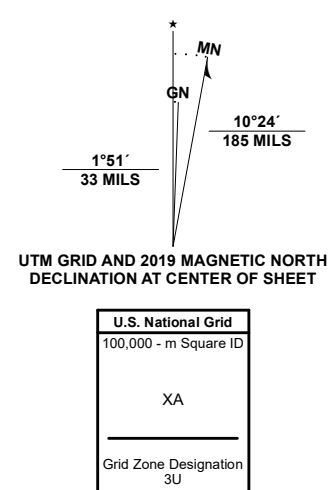 ★
MN
GN
10°24´
185 MILS
1°51´
33 MILS
UTM GRID AND 2019 MAGNETIC NORTH
DECLINATION AT CENTER OF SHEET
U.S. National Grid
100,000 - m Square ID
XA
Grid Zone Designation
3U